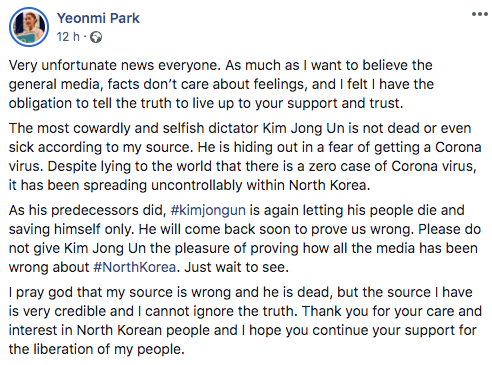 Yeonmi Park
12 h ·
Very unfortunate news everyone. As much as I want to believe the
general media, facts don't care about feelings, and I felt I have the
obligation to tell the truth to live up to your support and trust.
The most cowardly and selfish dictator Kim Jong Un is not dead or even
sick according to my source. He is hiding out in a fear of getting a Corona
virus. Despite lying to the world that there is a zero case of Corona virus,
it has been spreading uncontrollably within North Korea.
As his predecessors did, #kimjongun is again letting his people die and
saving himself only. He will come back soon to prove us wrong. Please do
not give Kim Jong Un the pleasure of proving how all the media has been
wrong about #NorthKorea. Just wait to see.
I pray god that my source is wrong and he is dead, but the source I have
is very credible and I cannot ignore the truth. Thank you for your care and
interest in North Korean people and I hope you continue your support for
the liberation of my people.